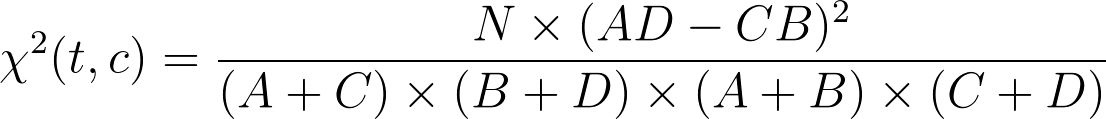 χ²(t, c) = N × (AD − CB)² / (A + C) × (B + D) × (A + B) × (C + D)